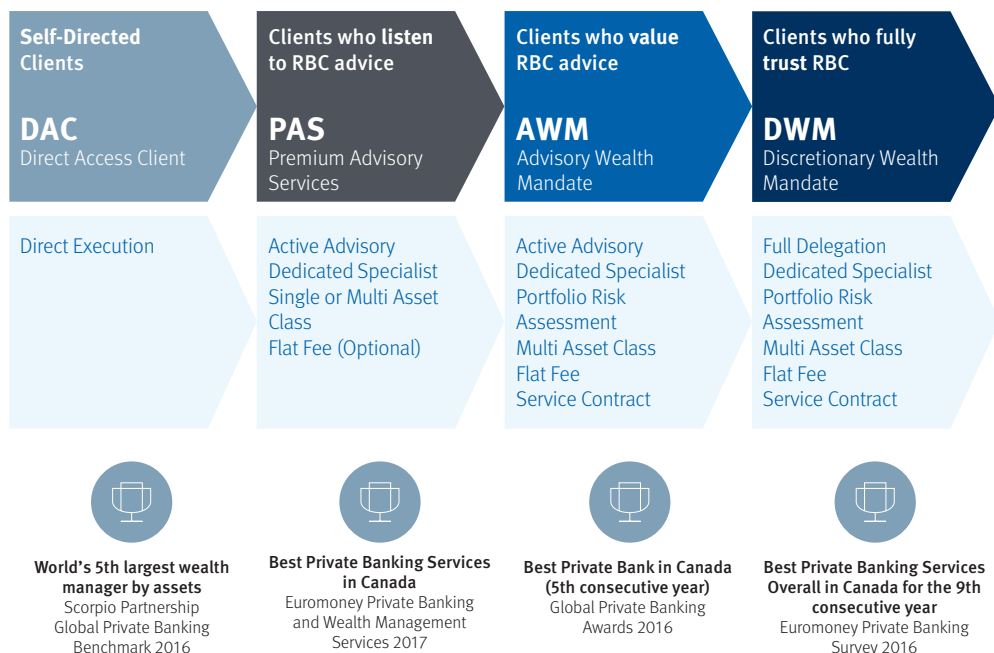 Self-Directed
Clients
DAC
Direct Access Client
Clients who listen
to RBC advice
PAS
Premium Advisory
Services
Clients who value
RBC advice
AWM
Advisory Wealth
Mandate
Clients who fully
trust RBC
DWM
Discretionary Wealth
Mandate
Direct Execution
Active Advisory
Dedicated Specialist
Single or Multi Asset
Class
Flat Fee (Optional)
Active Advisory
Dedicated Specialist
Portfolio Risk
Assessment
Multi Asset Class
Flat Fee
Service Contract
Full Delegation
Dedicated Specialist
Portfolio Risk
Assessment
Multi Asset Class
Flat Fee
Service Contract
World's 5th largest wealth
manager by assets
Scorpio Partnership
Global Private Banking
Benchmark 2016
Best Private Banking Services
in Canada
Euromoney Private Banking
and Wealth Management
Services 2017
Best Private Bank in Canada
(5th consecutive year)
Global Private Banking
Awards 2016
Best Private Banking Services
Overall in Canada for the 9th
consecutive year
Euromoney Private Banking
Survey 2016